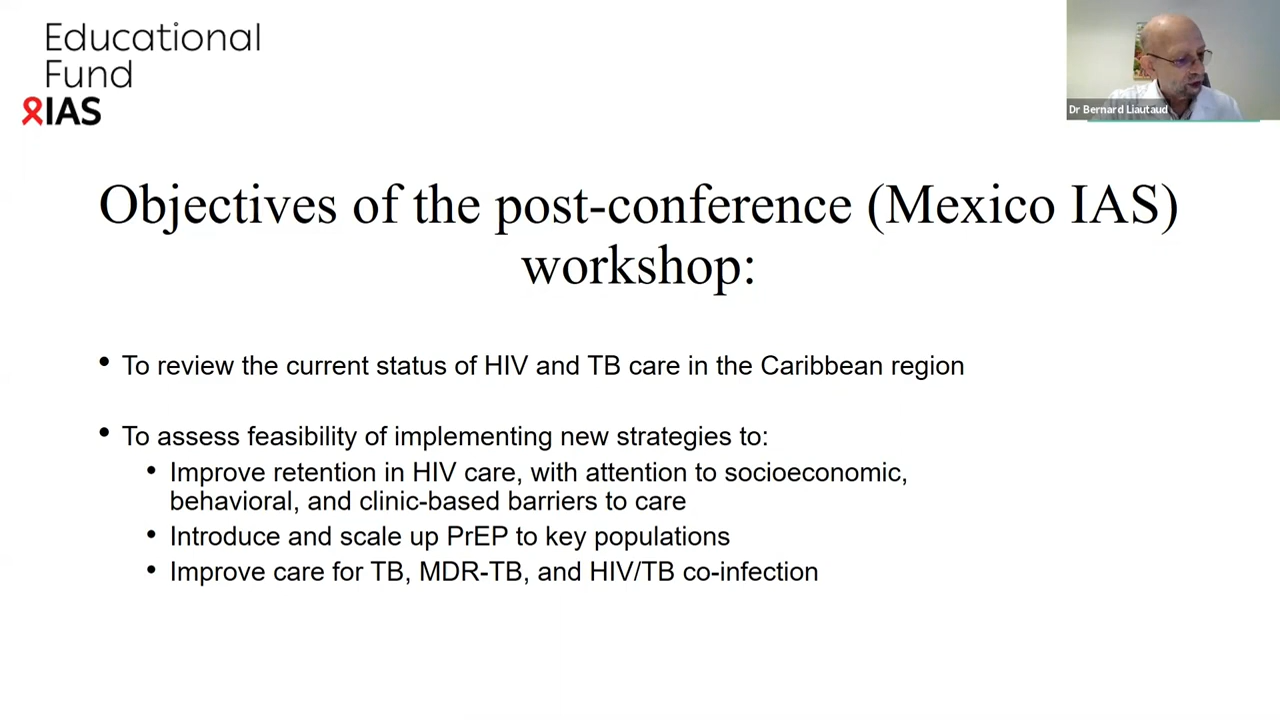 Educational
Fund
IAS
Dr Bernard Liautaud
Objectives of the post-conference (Mexico IAS)
workshop:
• To review the current status of HIV and TB care in the Caribbean region
• To assess feasibility of implementing new strategies to:
• Improve retention in HIV care, with attention to socioeconomic,
behavioral, and clinic-based barriers to care
• Introduce and scale up PrEP to key populations
• Improve care for TB, MDR-TB, and HIV/TB co-infection